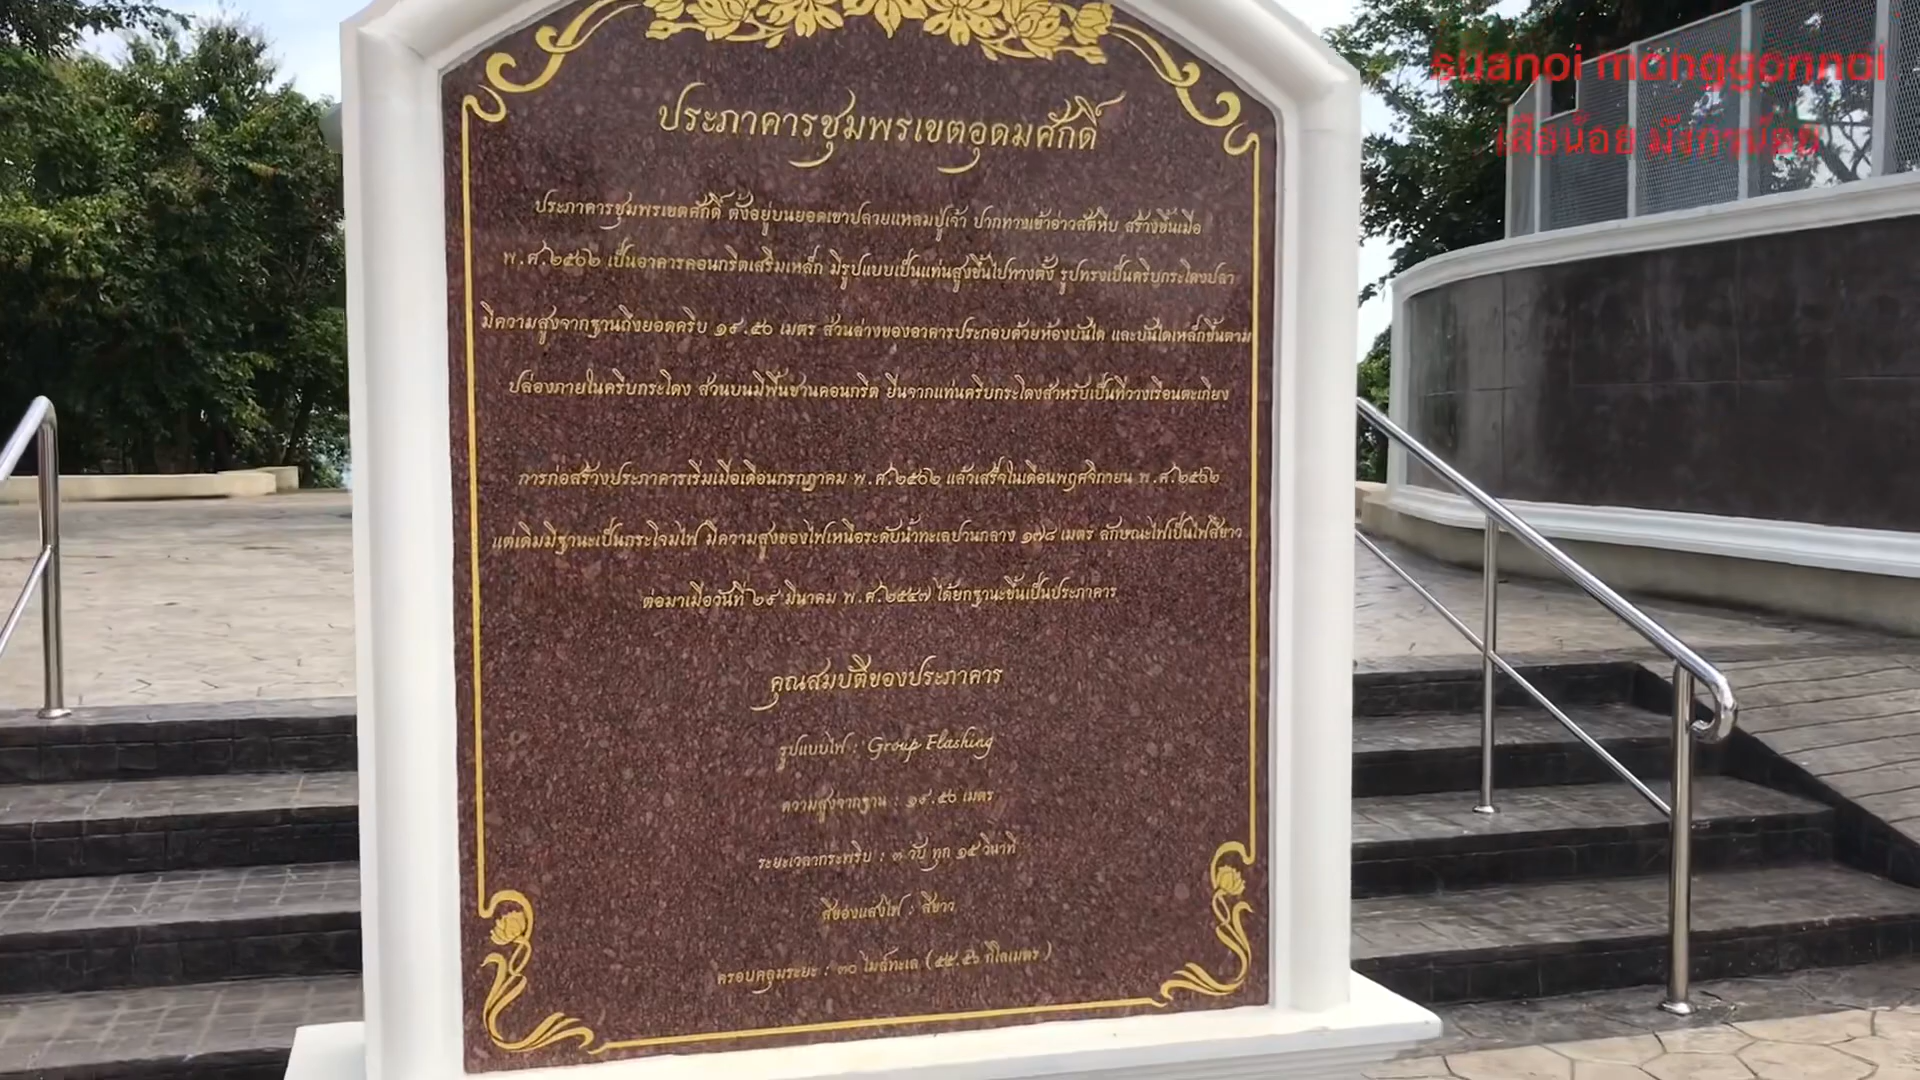 suanoi manggonnoi
เสือน้อย มังกรน้อย
ประภาคารชุมพรเขตอุดมศักดิ์
ประภาคารชุมพรเขตศักดิ์ ตั้งอยู่บนยอดเขาปลายแหลมปู่เจ้า ปากทางเข้าอ่าวสัตหีบ สร้างขึ้นเมื่อ
พ.ศ.๒๕๐๒ เป็นอาคารคอนกรีตเสริมเหล็ก มีรูปแบบเป็นแท่นสูงขึ้นไปทางตั้ง รูปทรงเป็นครีบกระโดงปลา
มีความสูงจากฐานถึงยอดครีบ ๑๙.๕๐ เมตร ส่วนล่างของอาคารประกอบด้วยห้องบันได และบันไดเหล็กขึ้นตาม
ปล่องภายในครีบกระโดง ส่วนบนมีพื้นชานคอนกรีต ยื่นจากแท่นครีบกระโดงสำหรับเป็นที่วางเรือนตะเกียง
การก่อสร้างประภาคารเริ่มเมื่อเดือนกรกฎาคม พ.ศ.๒๕๐๒ แล้วเสร็จในเดือนพฤศจิกายน พ.ศ.๒๕๐๒
แต่เดิมมีฐานะเป็นกระโจมไฟ มีความสูงของไฟเหนือระดับน้ำทะเลปานกลาง ๑๗๘ เมตร ลักษณะไฟเป็นไฟสีขาว
ต่อมาเมื่อวันที่ ๒๙ มีนาคม พ.ศ.๒๕๔๗ ได้ยกฐานะขึ้นเป็นประภาคาร
คุณสมบัติของประภาคาร
รูปแบบไฟ : Group Flashing
ความสูงจากฐาน : ๑๙.๕๐ เมตร
ระยะเวลากระพริบ : ๓ วับ ทุก ๑๕ วินาที
สีของแสงไฟ : สีขาว
ครอบคลุมระยะ : ๓๐ ไมล์ทะเล (๕๕.๕๖ กิโลเมตร)